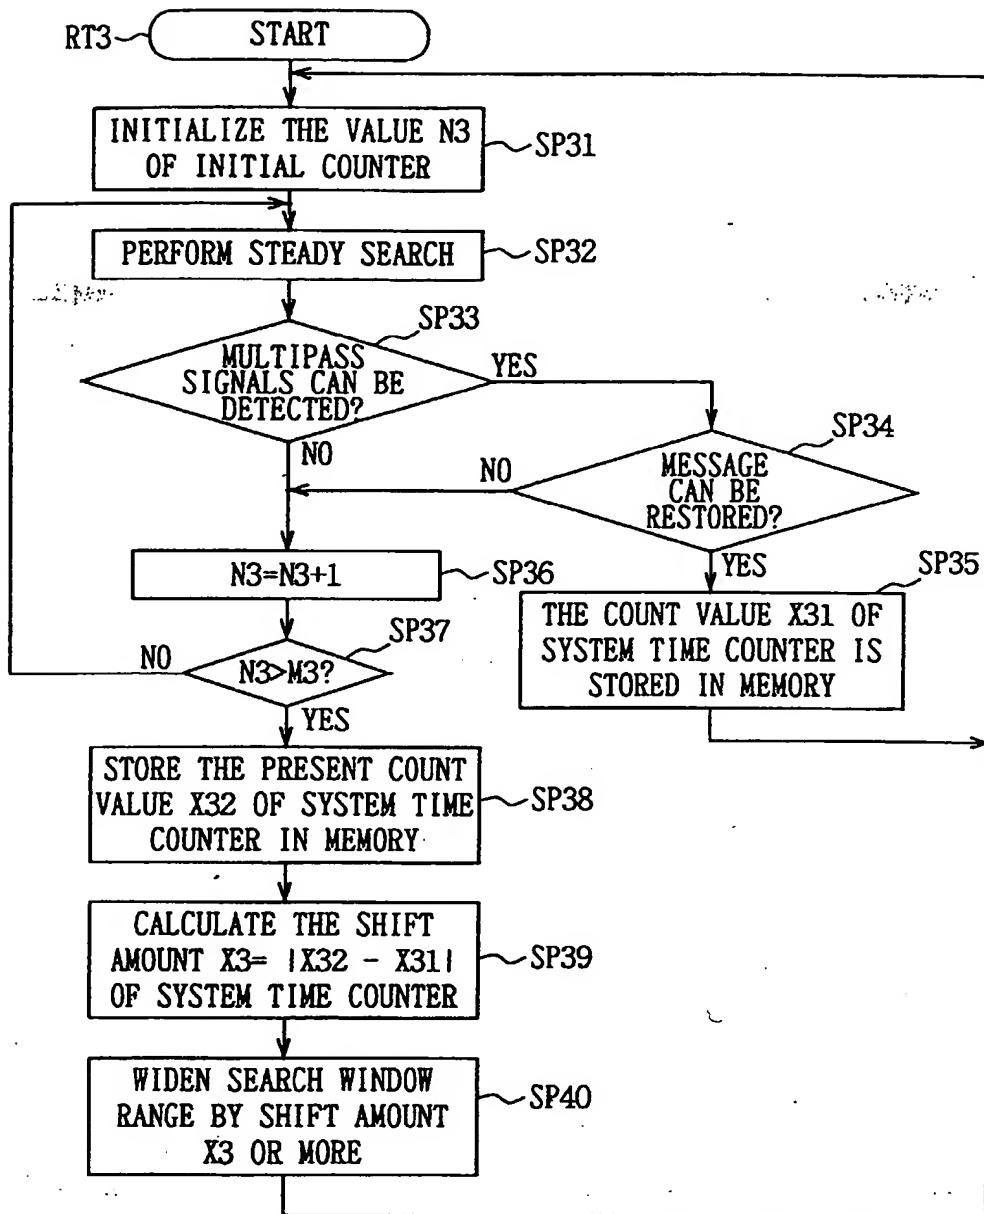 RT3
START
INITIALIZE THE VALUE N3
OF INITIAL COUNTER
SP31
PERFORM STEADY SEARCH
SP32
SP33
MULTIPASS
SIGNALS CAN BE
DETECTED?
YES
NO
SP34
MESSAGE
CAN BE
RESTORED?
NO
YES
SP35
THE COUNT VALUE X31 OF
SYSTEM TIME COUNTER IS
STORED IN MEMORY
N3=N3+1
SP36
SP37
N3>M3?
NO
YES
STORE THE PRESENT COUNT
VALUE X32 OF SYSTEM TIME
COUNTER IN MEMORY
SP38
CALCULATE THE SHIFT
AMOUNT X3= |X32 - X31|
OF SYSTEM TIME COUNTER
SP39
WIDEN SEARCH WINDOW
RANGE BY SHIFT AMOUNT
X3 OR MORE
SP40